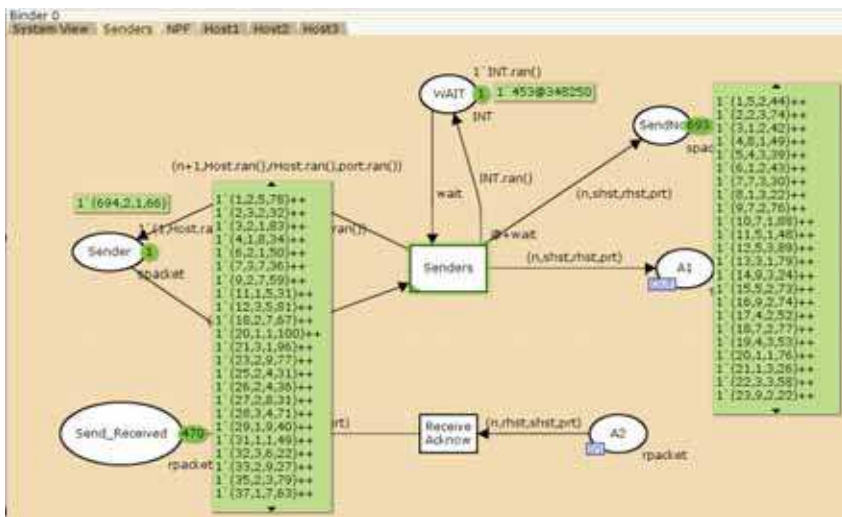 Binder 0
System View Senders NPF Host1 Host2 Host3
1`INT.ran()
WAIT 1 1`453@348250
INT
(n+1,Host.ran(),rHost.ran(),port.ran())
wait
INT.ran()
(n,shst,rhst,prt)
1`(694,2,1,66)
Sender 1
spacket
@+wait
Senders
(n,shst,rhst,prt)
A1
1`(1,2,5,78)++
1`(2,3,2,32)++
1`(3,2,1,83)++
1`(4,1,8,34)++
1`(6,2,1,50)++
1`(7,3,7,36)++
1`(9,2,7,59)++
1`(11,1,5,31)++
1`(12,3,5,81)++
1`(18,2,7,67)++
1`(20,1,1,100)++
1`(21,3,1,96)++
1`(23,2,9,77)++
1`(25,2,4,31)++
1`(26,2,4,36)++
1`(27,2,8,31)++
1`(28,3,4,71)++
1`(29,1,9,40)++
1`(31,1,1,49)++
1`(32,3,6,22)++
1`(33,2,9,27)++
1`(35,2,3,79)++
1`(37,1,7,63)++
1`(1,5,2,44)++
1`(2,2,3,74)++
1`(3,1,2,42)++
1`(4,8,1,49)++
1`(5,4,3,39)++
1`(6,1,2,43)++
1`(7,7,3,30)++
1`(8,1,3,22)++
1`(9,7,2,76)++
1`(10,7,1,88)++
1`(11,5,1,48)++
1`(12,5,3,89)++
1`(13,3,1,79)++
1`(14,9,3,24)++
1`(15,5,2,73)++
1`(16,9,2,74)++
1`(17,4,2,52)++
1`(18,7,2,77)++
1`(19,4,3,53)++
1`(20,1,1,76)++
1`(21,1,3,26)++
1`(22,3,3,58)++
1`(23,9,2,22)++
Send_Received 470
rpacket
Receive
Acknow
(n,rhst,shst,prt)
A2
rpacket